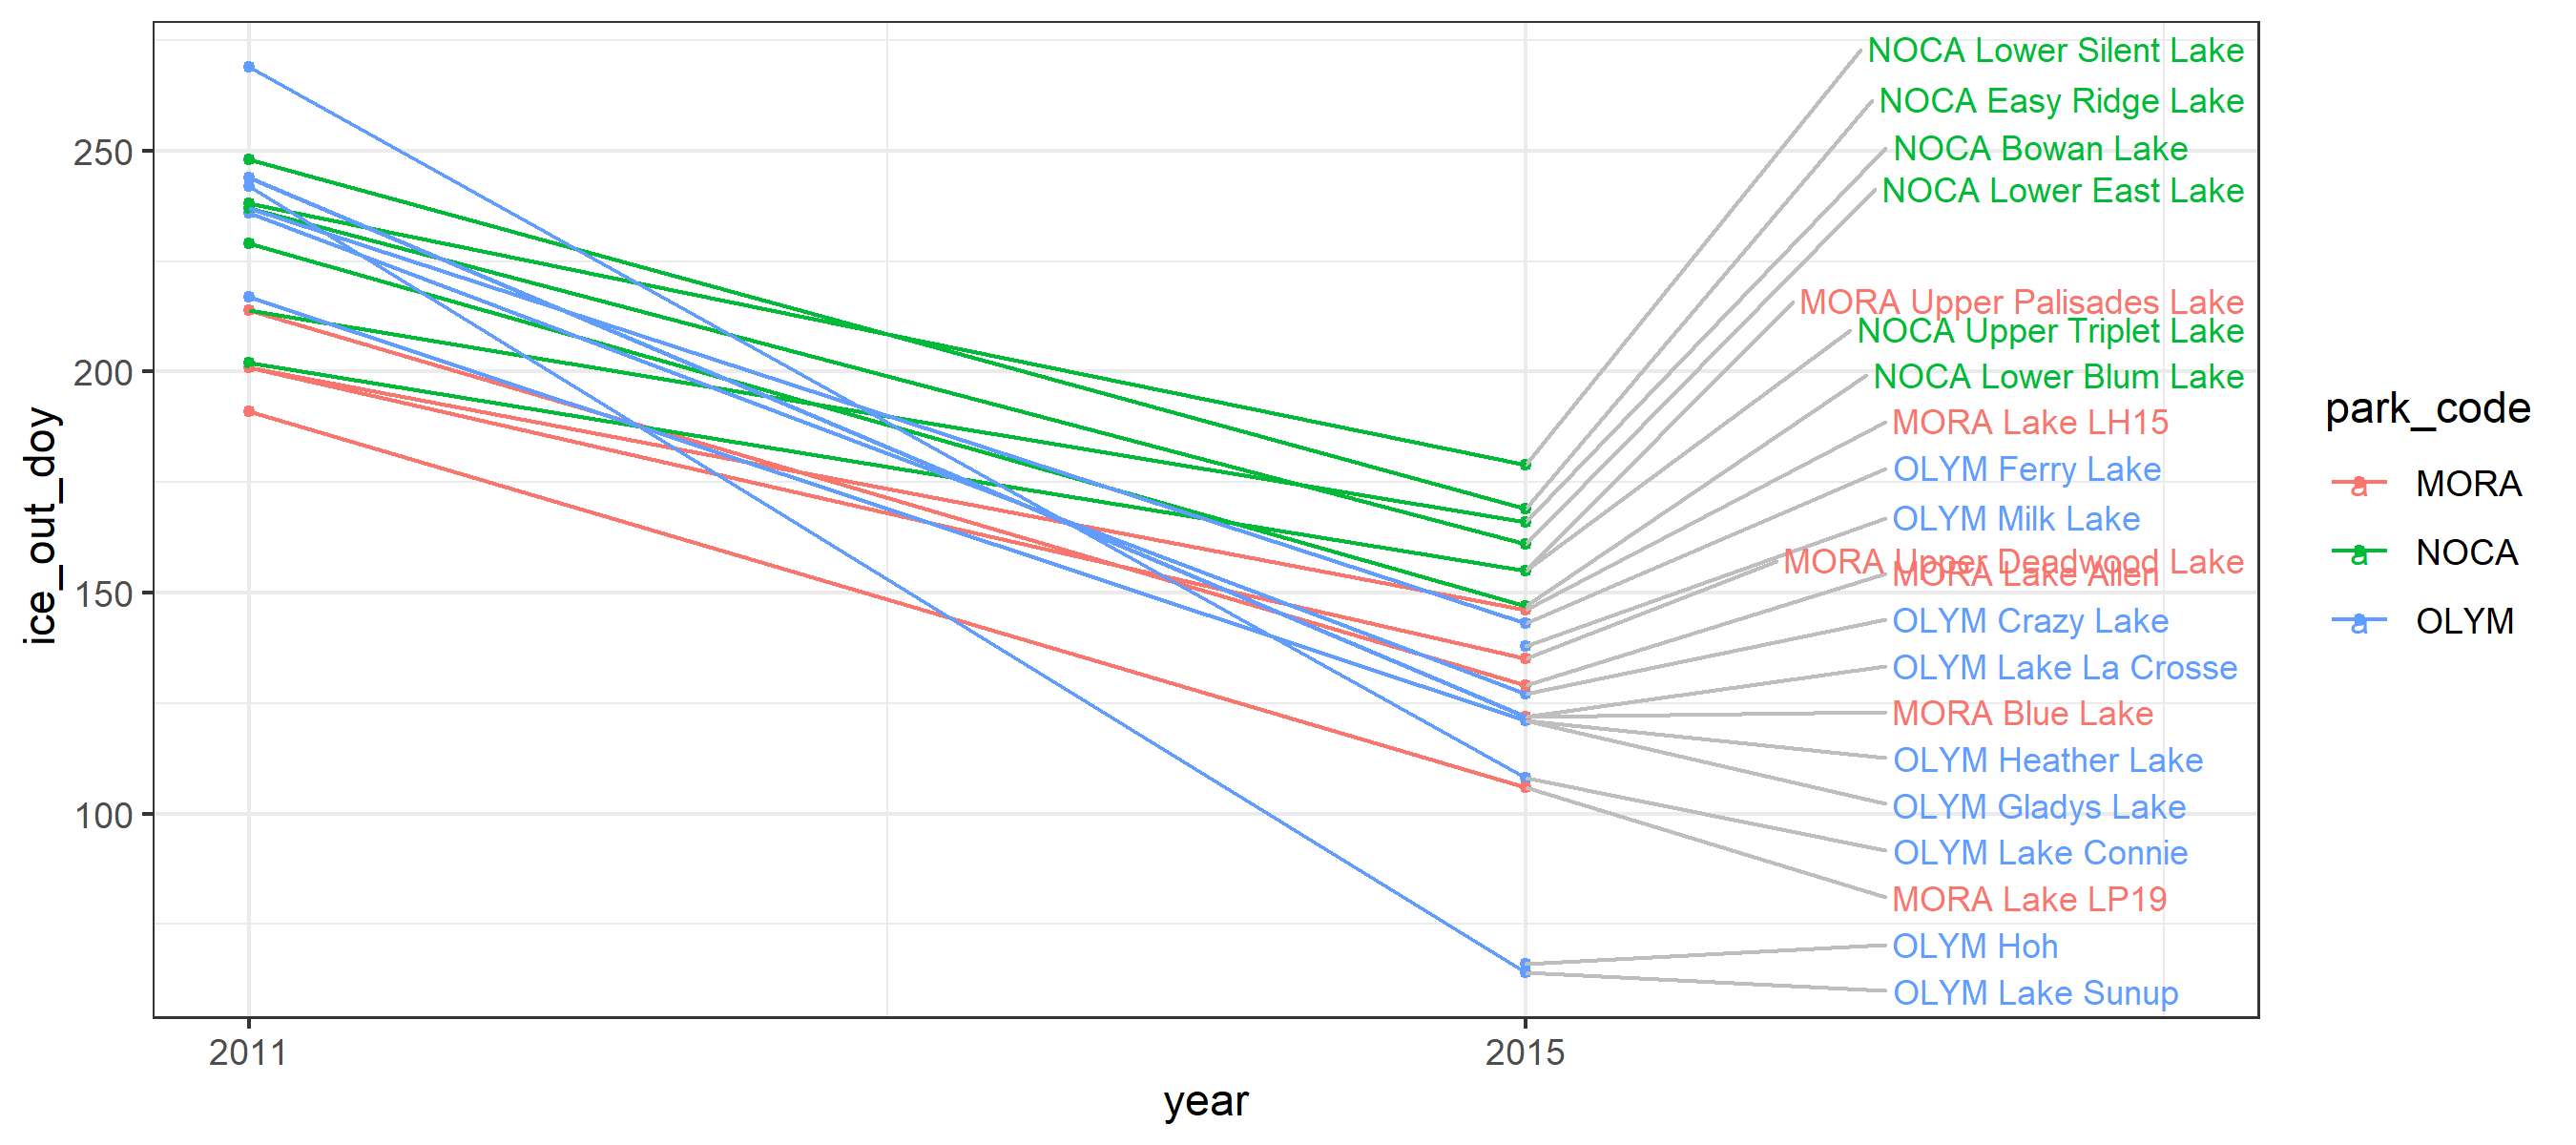 NOCA Lower Silent Lake
NOCA Easy Ridge Lake
NOCA Bowan Lake
NOCA Lower East Lake
MORA Upper Palisades Lake
NOCA Upper Triplet Lake
NOCA Lower Blum Lake
MORA Lake LH15
OLYM Ferry Lake
OLYM Milk Lake
MORA Upper Deadwood Lake
MORA Lake Allen
OLYM Crazy Lake
OLYM Lake La Crosse
MORA Blue Lake
OLYM Heather Lake
OLYM Gladys Lake
OLYM Lake Connie
MORA Lake LP19
OLYM Hoh
OLYM Lake Sunup
250
200
150
100
ice_out_doy
2011
2015
year
park_code
a MORA
a NOCA
a OLYM